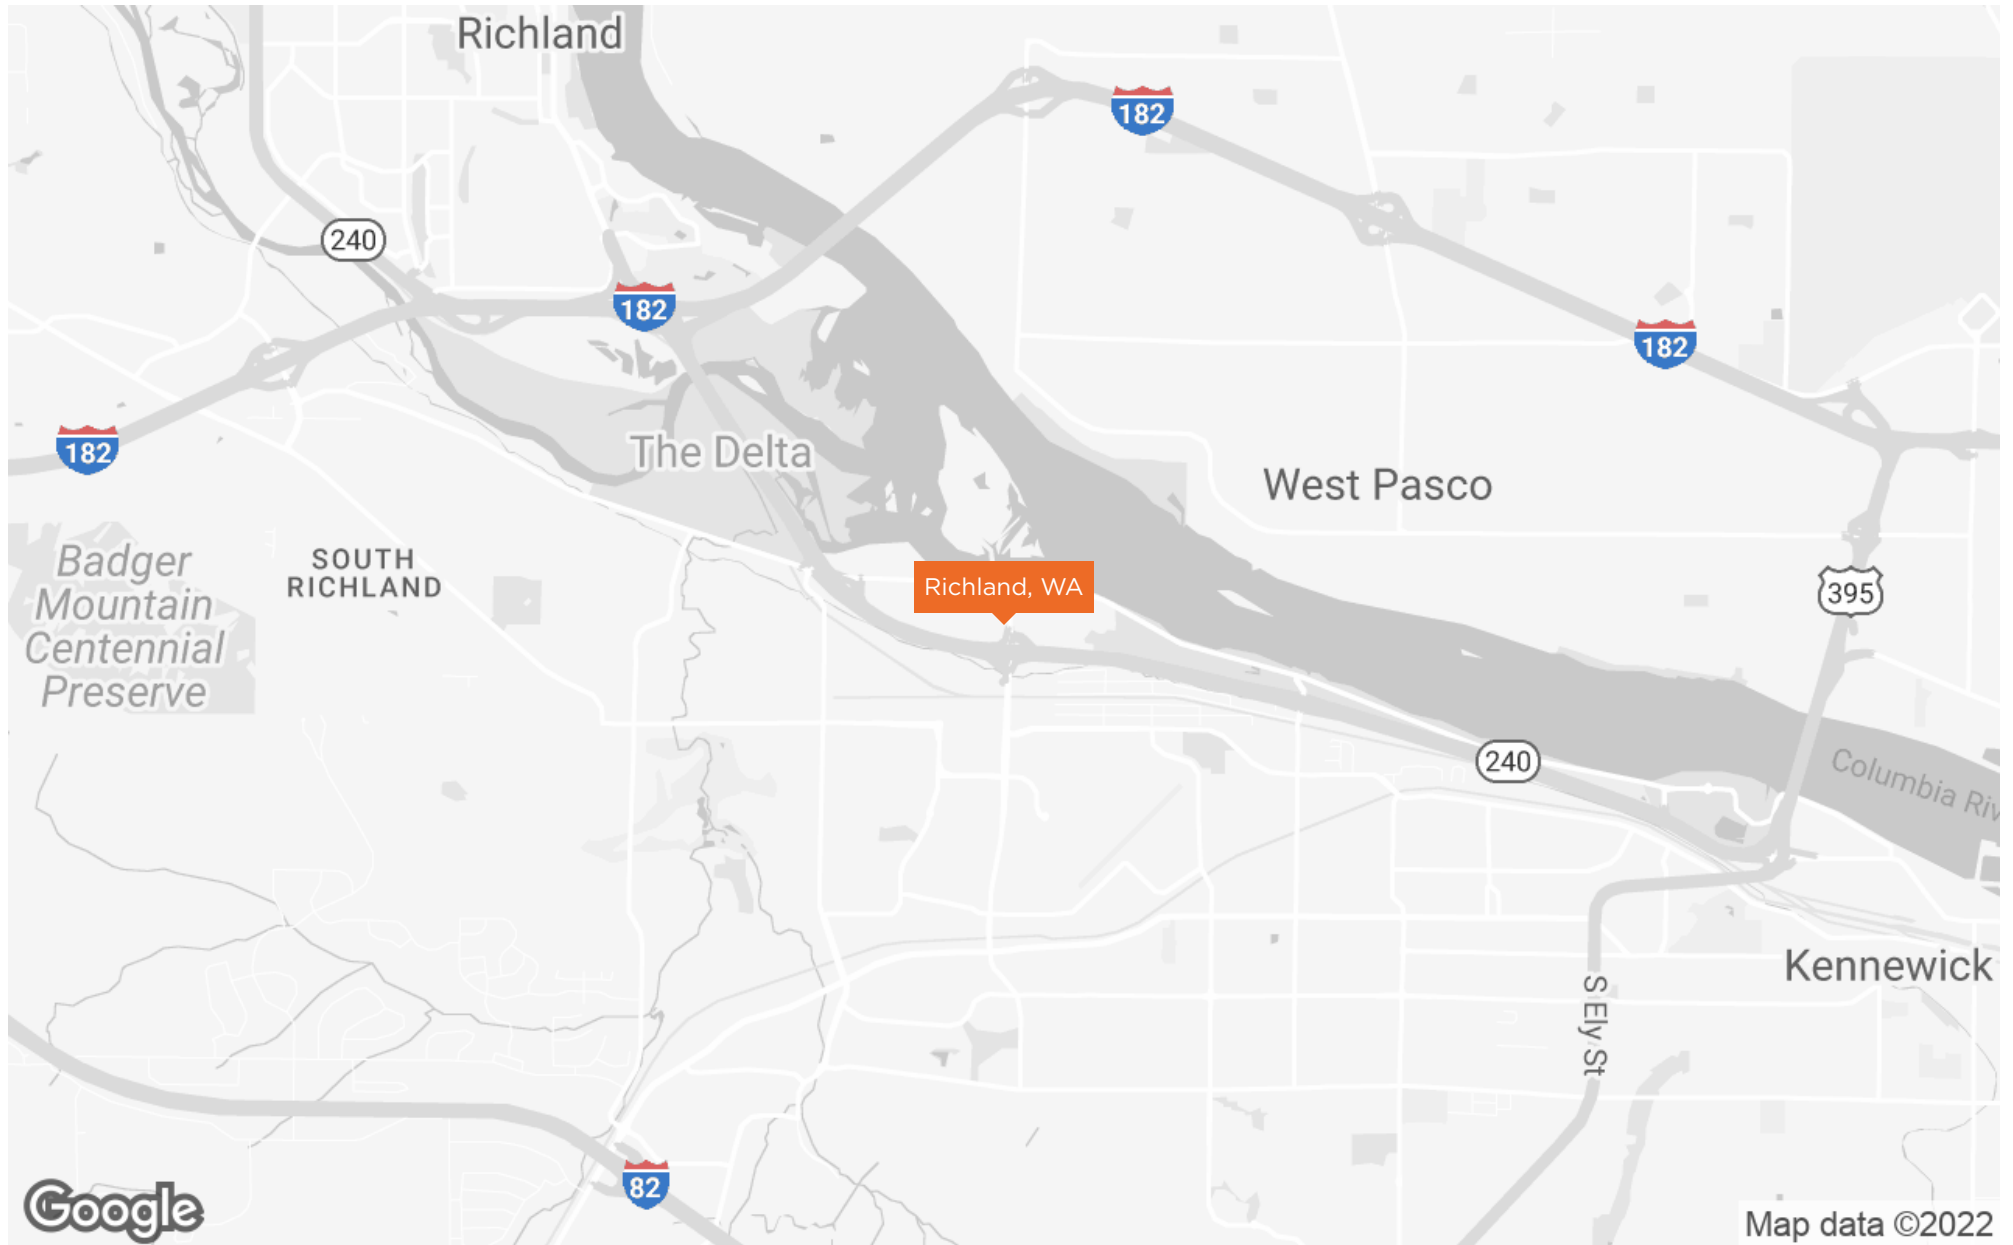 Richland
182
240
182
182
The Delta
182
West Pasco
Badger
Mountain
Centennial
Preserve
SOUTH
RICHLAND
Richland, WA
395
240
Columbia Riv
Kennewick
S Ely St
82
Google
Map data ©2022